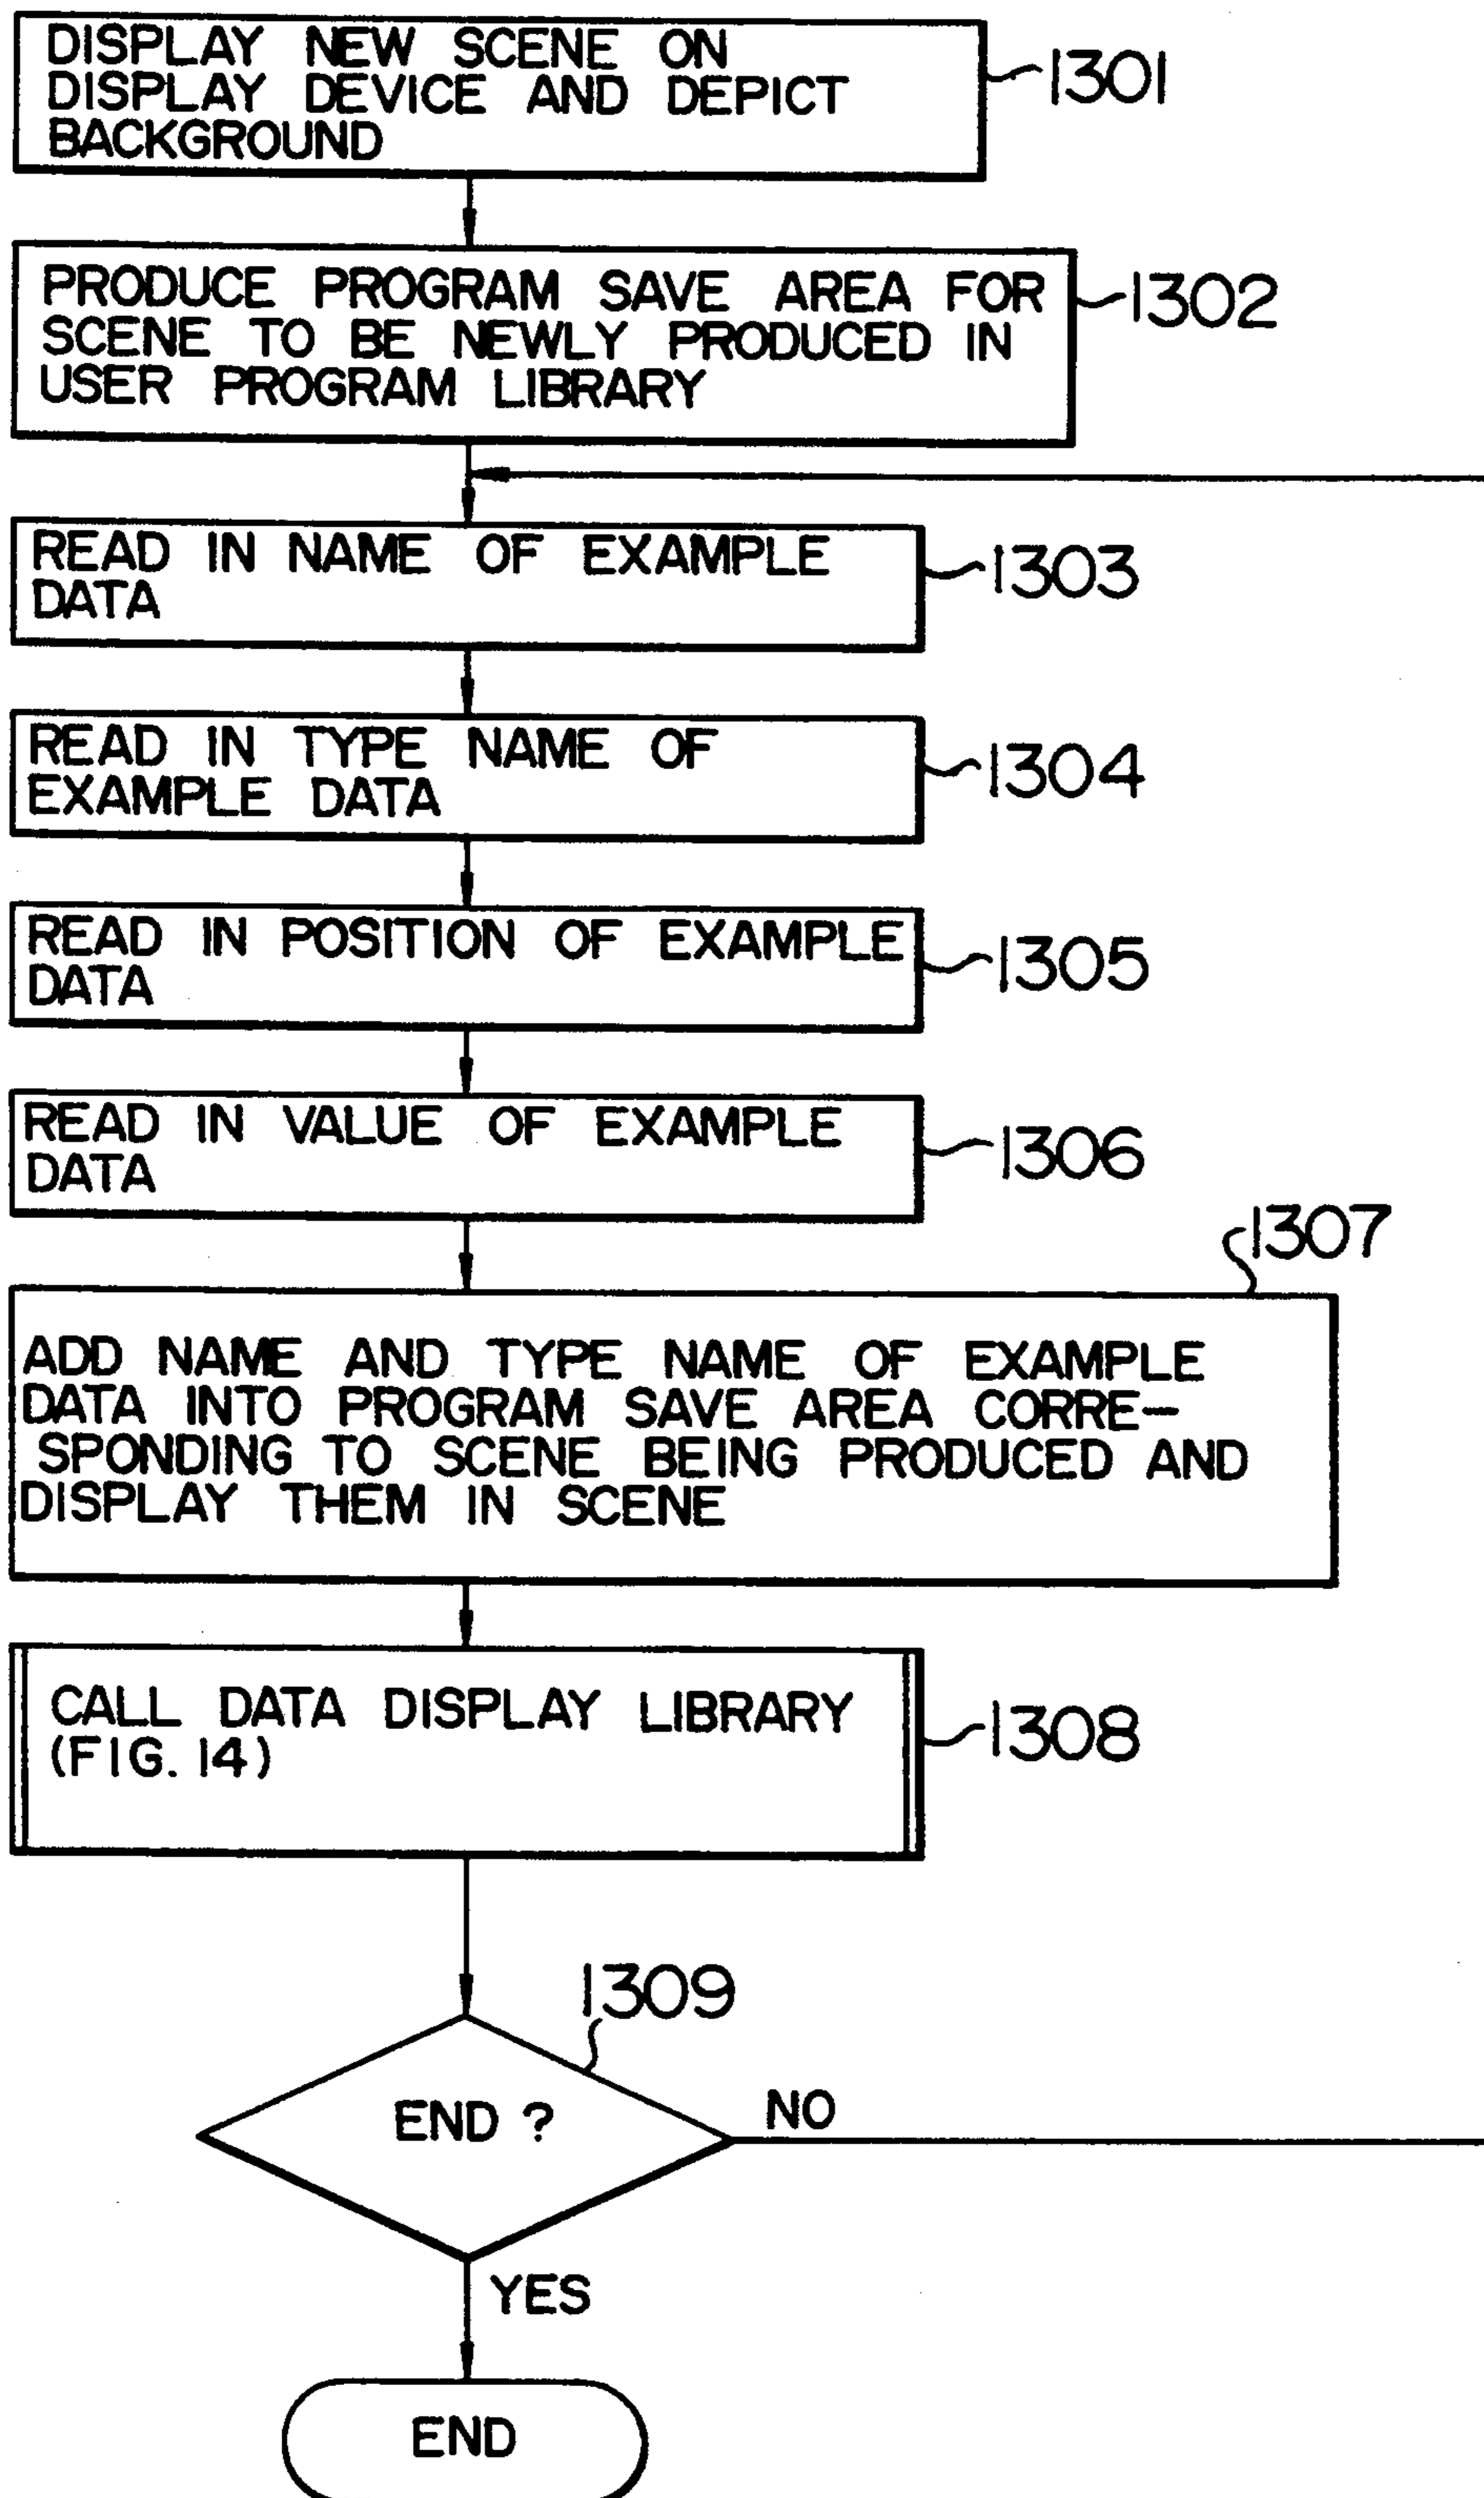 DISPLAY NEW SCENE ON
DISPLAY DEVICE AND DEPICT
BACKGROUND
1301
PRODUCE PROGRAM SAVE AREA FOR
SCENE TO BE NEWLY PRODUCED IN
USER PROGRAM LIBRARY
1302
READ IN NAME OF EXAMPLE
DATA
1303
READ IN TYPE NAME OF
EXAMPLE DATA
1304
READ IN POSITION OF EXAMPLE
DATA
1305
READ IN VALUE OF EXAMPLE
DATA
1306
1307
ADD NAME AND TYPE NAME OF EXAMPLE
DATA INTO PROGRAM SAVE AREA CORRE-
SPONDING TO SCENE BEING PRODUCED AND
DISPLAY THEM IN SCENE
CALL DATA DISPLAY LIBRARY
(FIG. 14)
1308
1309
END ?
NO
YES
END